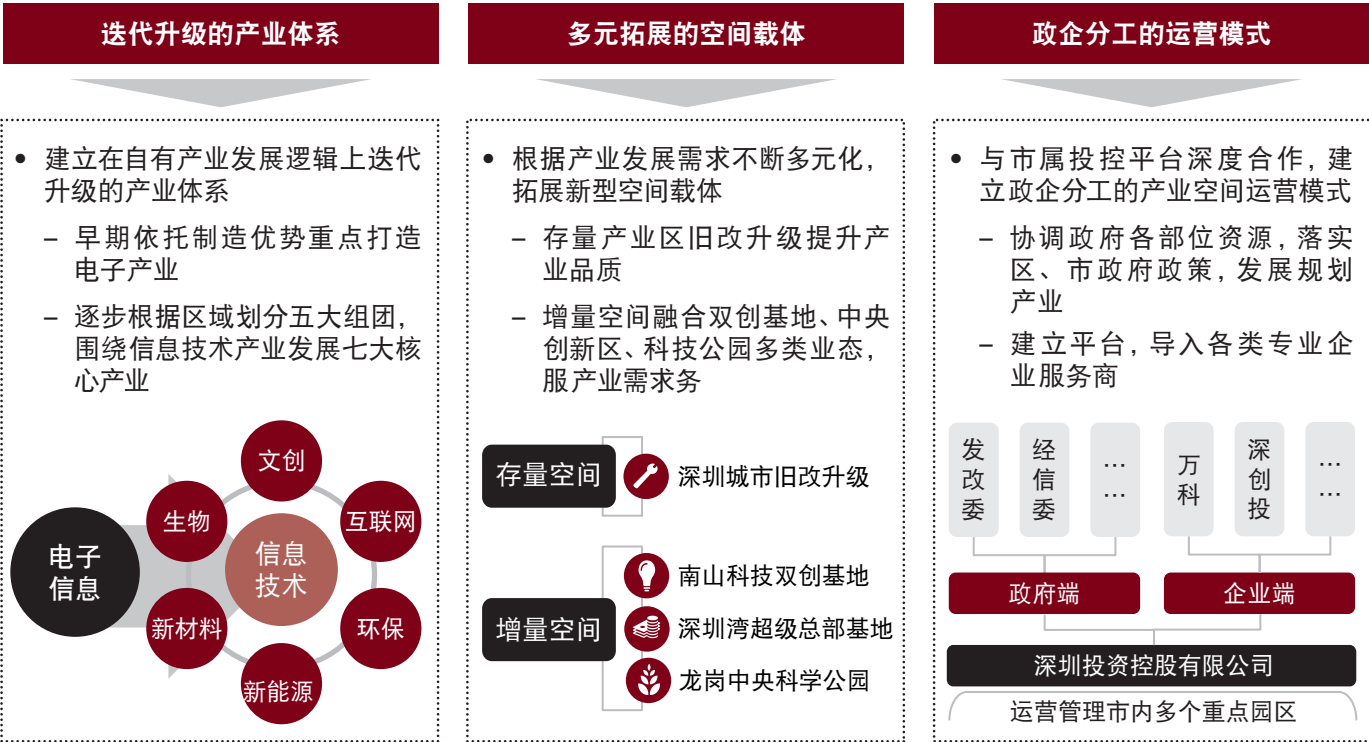 迭代升级的产业体系
• 建立在自有产业发展逻辑上迭代
升级的产业体系
– 早期依托制造优势重点打造
电子产业
– 逐步根据区域划分五大组团，
围绕信息技术产业发展七大核
心产业
电子
信息
信息
技术
文创
互联网
环保
新能源
新材料
生物
多元拓展的空间载体
• 根据产业发展需求不断多元化，
拓展新型空间载体
– 存量产业区旧改升级提升产
业品质
– 增量空间融合双创基地、中央
创新区、科技公园多类业态，
服产业需求务
存量空间
深圳城市旧改升级
增量空间
南山科技双创基地
深圳湾超级总部基地
龙岗中央科学公园
政企分工的运营模式
• 与市属投控平台深度合作，建
立政企分工的产业空间运营模式
– 协调政府各部位资源，落实
区、市政府政策，发展规划
产业
– 建立平台，导入各类专业企
业服务商
发改委
经信委
……
万科
深创投
……
政府端
企业端
深圳投资控股有限公司
运营管理市内多个重点园区